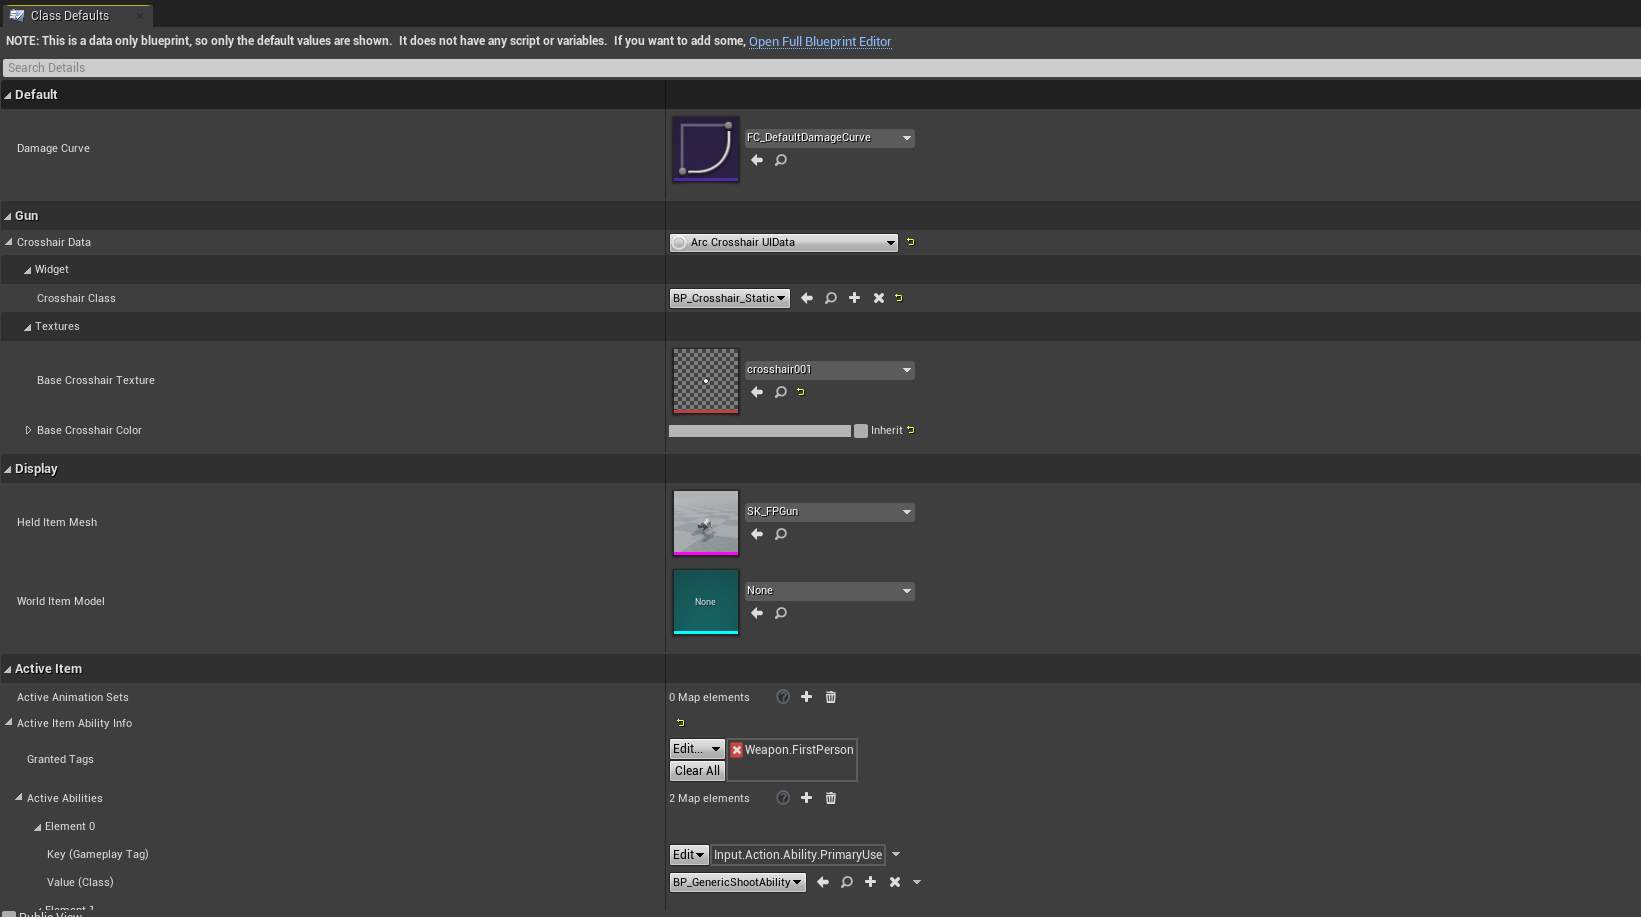 Class Defaults
NOTE: This is a data only blueprint, so only the default values are shown. It does not have any script or variables. If you want to add some, Open Full Blueprint Editor
Search Details
Default
Damage Curve
FC_DefaultDamageCurve
Gun
Crosshair Data
Arc Crosshair UIData
Widget
Crosshair Class
BP_Crosshair_Static
Textures
Base Crosshair Texture
crosshair001
Base Crosshair Color
Inherit
Display
Held Item Mesh
SK_FPGun
World Item Model
None
None
Active Item
Active Animation Sets
0 Map elements
Active Item Ability Info
Granted Tags
Edit...
Weapon.FirstPerson
Clear All
Active Abilities
2 Map elements
Element 0
Key (Gameplay Tag)
Edit
Input.Action.Ability.PrimaryUse
Value (Class)
BP_GenericShootAbility
Element 1
Public View